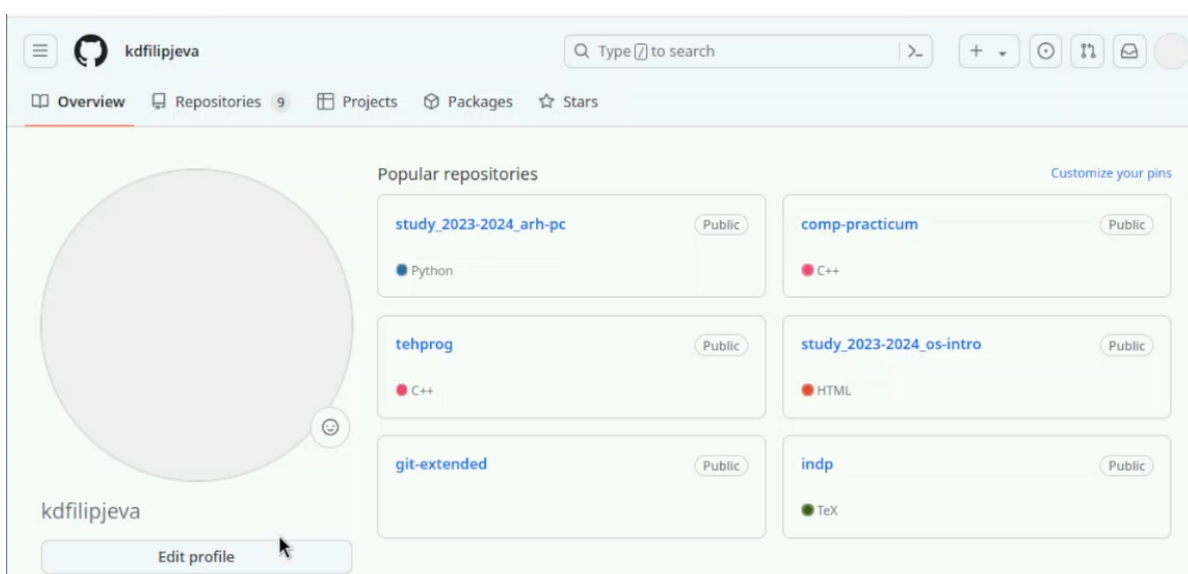 kdfilipjeva
Type / to search
Overview Repositories 9 Projects Packages Stars
Popular repositories Customize your pins
study_2023-2024_arh-pc Public comp-practicum Public
Python C++
tehprog Public study_2023-2024_os-intro Public
C++ HTML
git-extended Public indp Public
TeX
kdfilipjeva
Edit profile